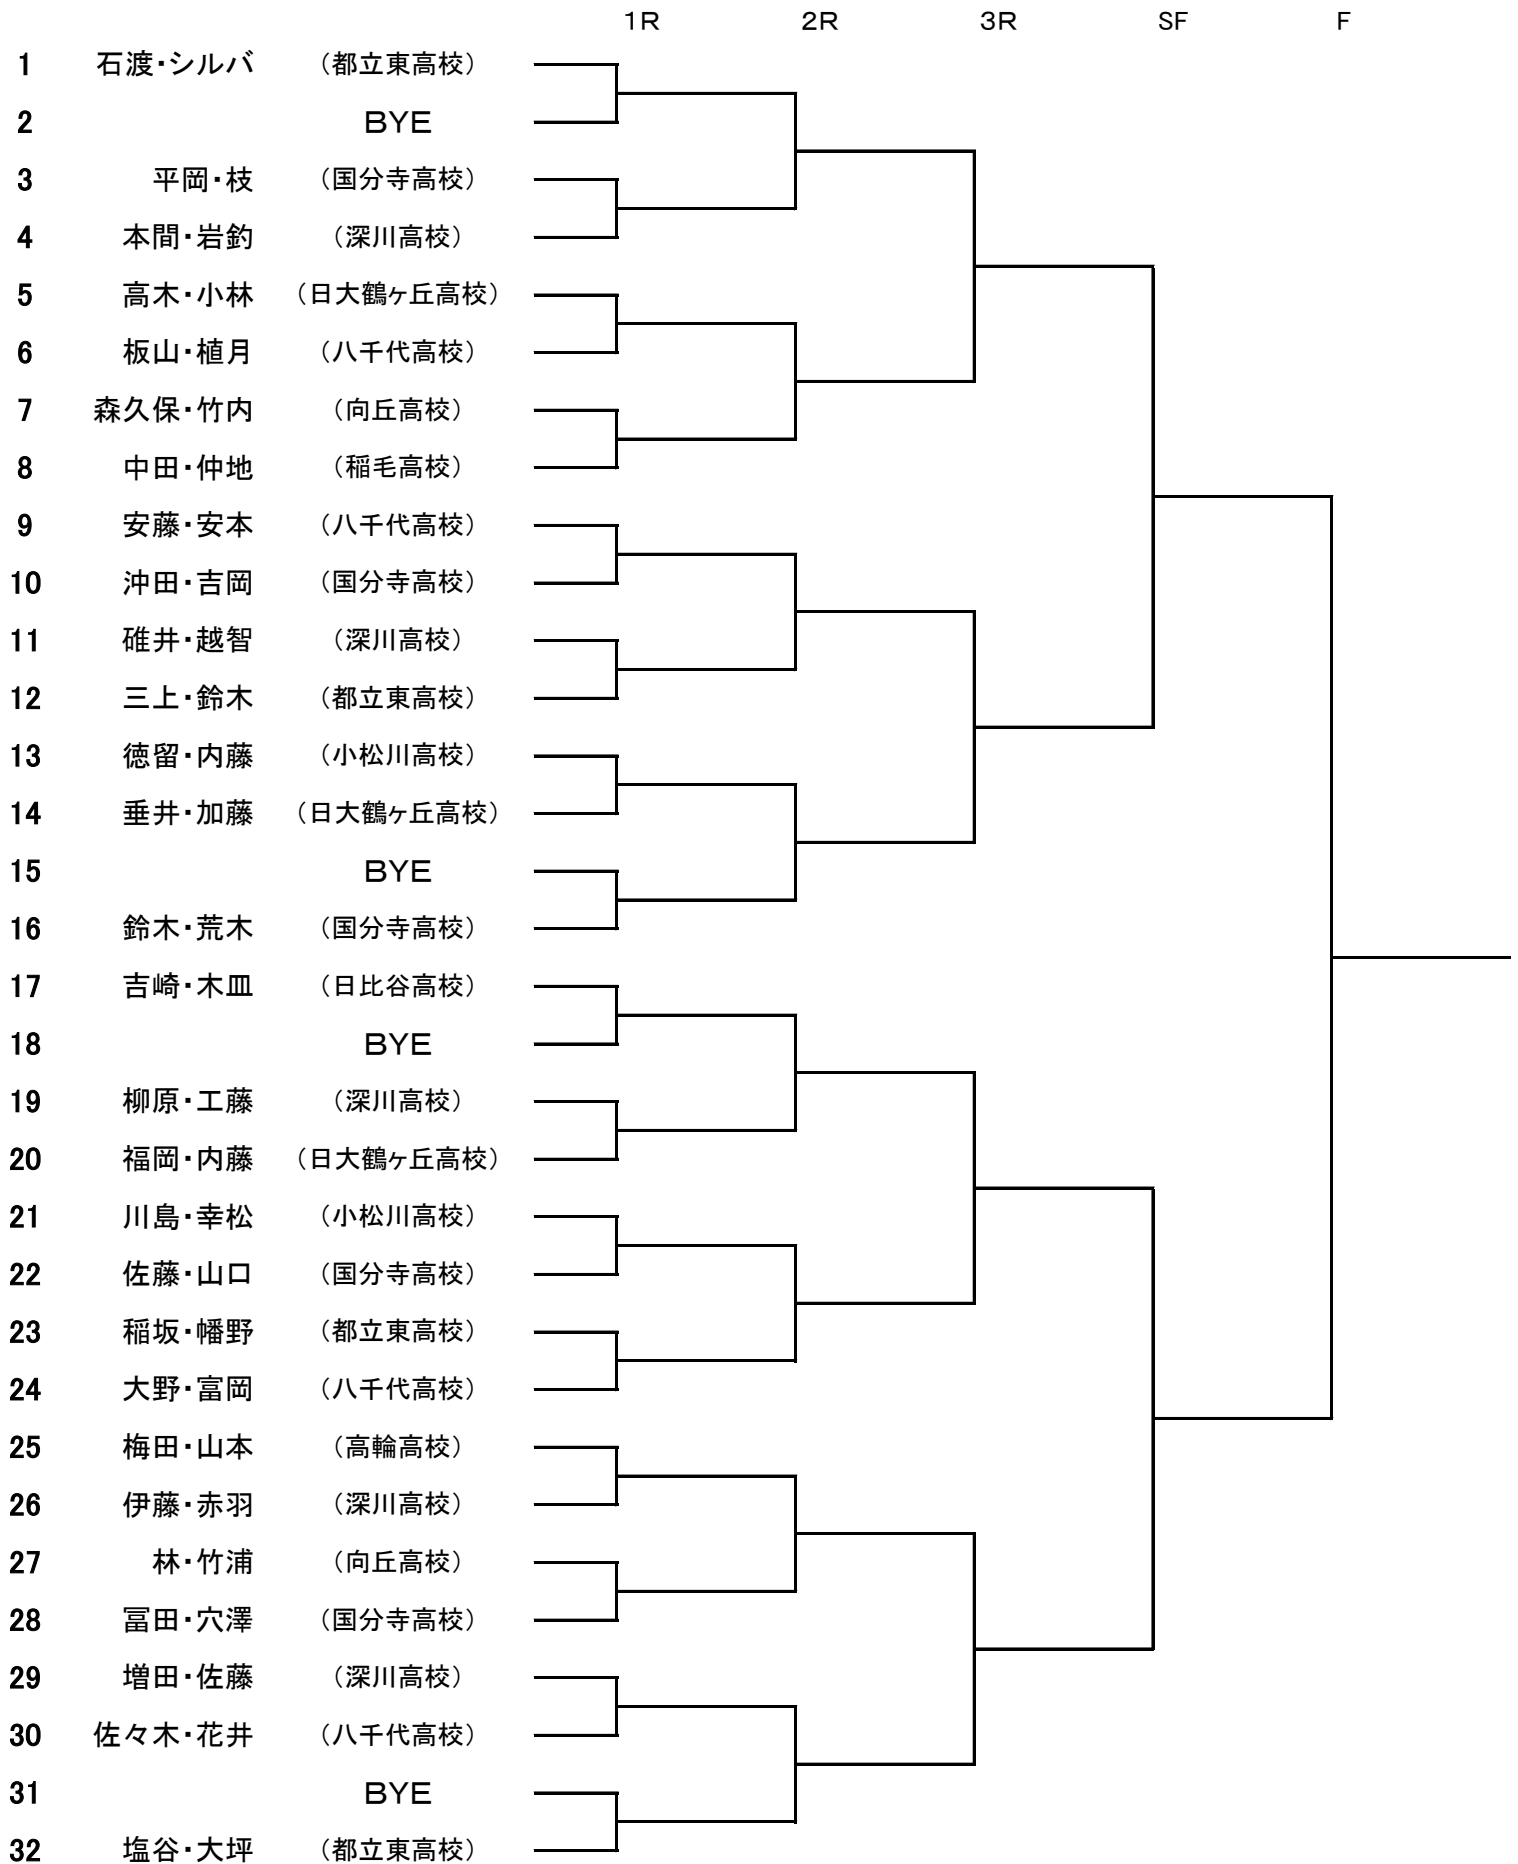 1R 2R 3R SF F
1 石渡・シルバ （都立東高校）
2 BYE
3 平岡・枝 （国分寺高校）
4 本間・岩釣 （深川高校）
5 高木・小林 （日大鶴ヶ丘高校）
6 板山・植月 （八千代高校）
7 森久保・竹内 （向丘高校）
8 中田・仲地 （稲毛高校）
9 安藤・安本 （八千代高校）
10 沖田・吉岡 （国分寺高校）
11 碓井・越智 （深川高校）
12 三上・鈴木 （都立東高校）
13 徳留・内藤 （小松川高校）
14 垂井・加藤 （日大鶴ヶ丘高校）
15 BYE
16 鈴木・荒木 （国分寺高校）
17 吉崎・木皿 （日比谷高校）
18 BYE
19 柳原・工藤 （深川高校）
20 福岡・内藤 （日大鶴ヶ丘高校）
21 川島・幸松 （小松川高校）
22 佐藤・山口 （国分寺高校）
23 稲坂・幡野 （都立東高校）
24 大野・富岡 （八千代高校）
25 梅田・山本 （高輪高校）
26 伊藤・赤羽 （深川高校）
27 林・竹浦 （向丘高校）
28 冨田・穴澤 （国分寺高校）
29 増田・佐藤 （深川高校）
30 佐々木・花井 （八千代高校）
31 BYE
32 塩谷・大坪 （都立東高校）